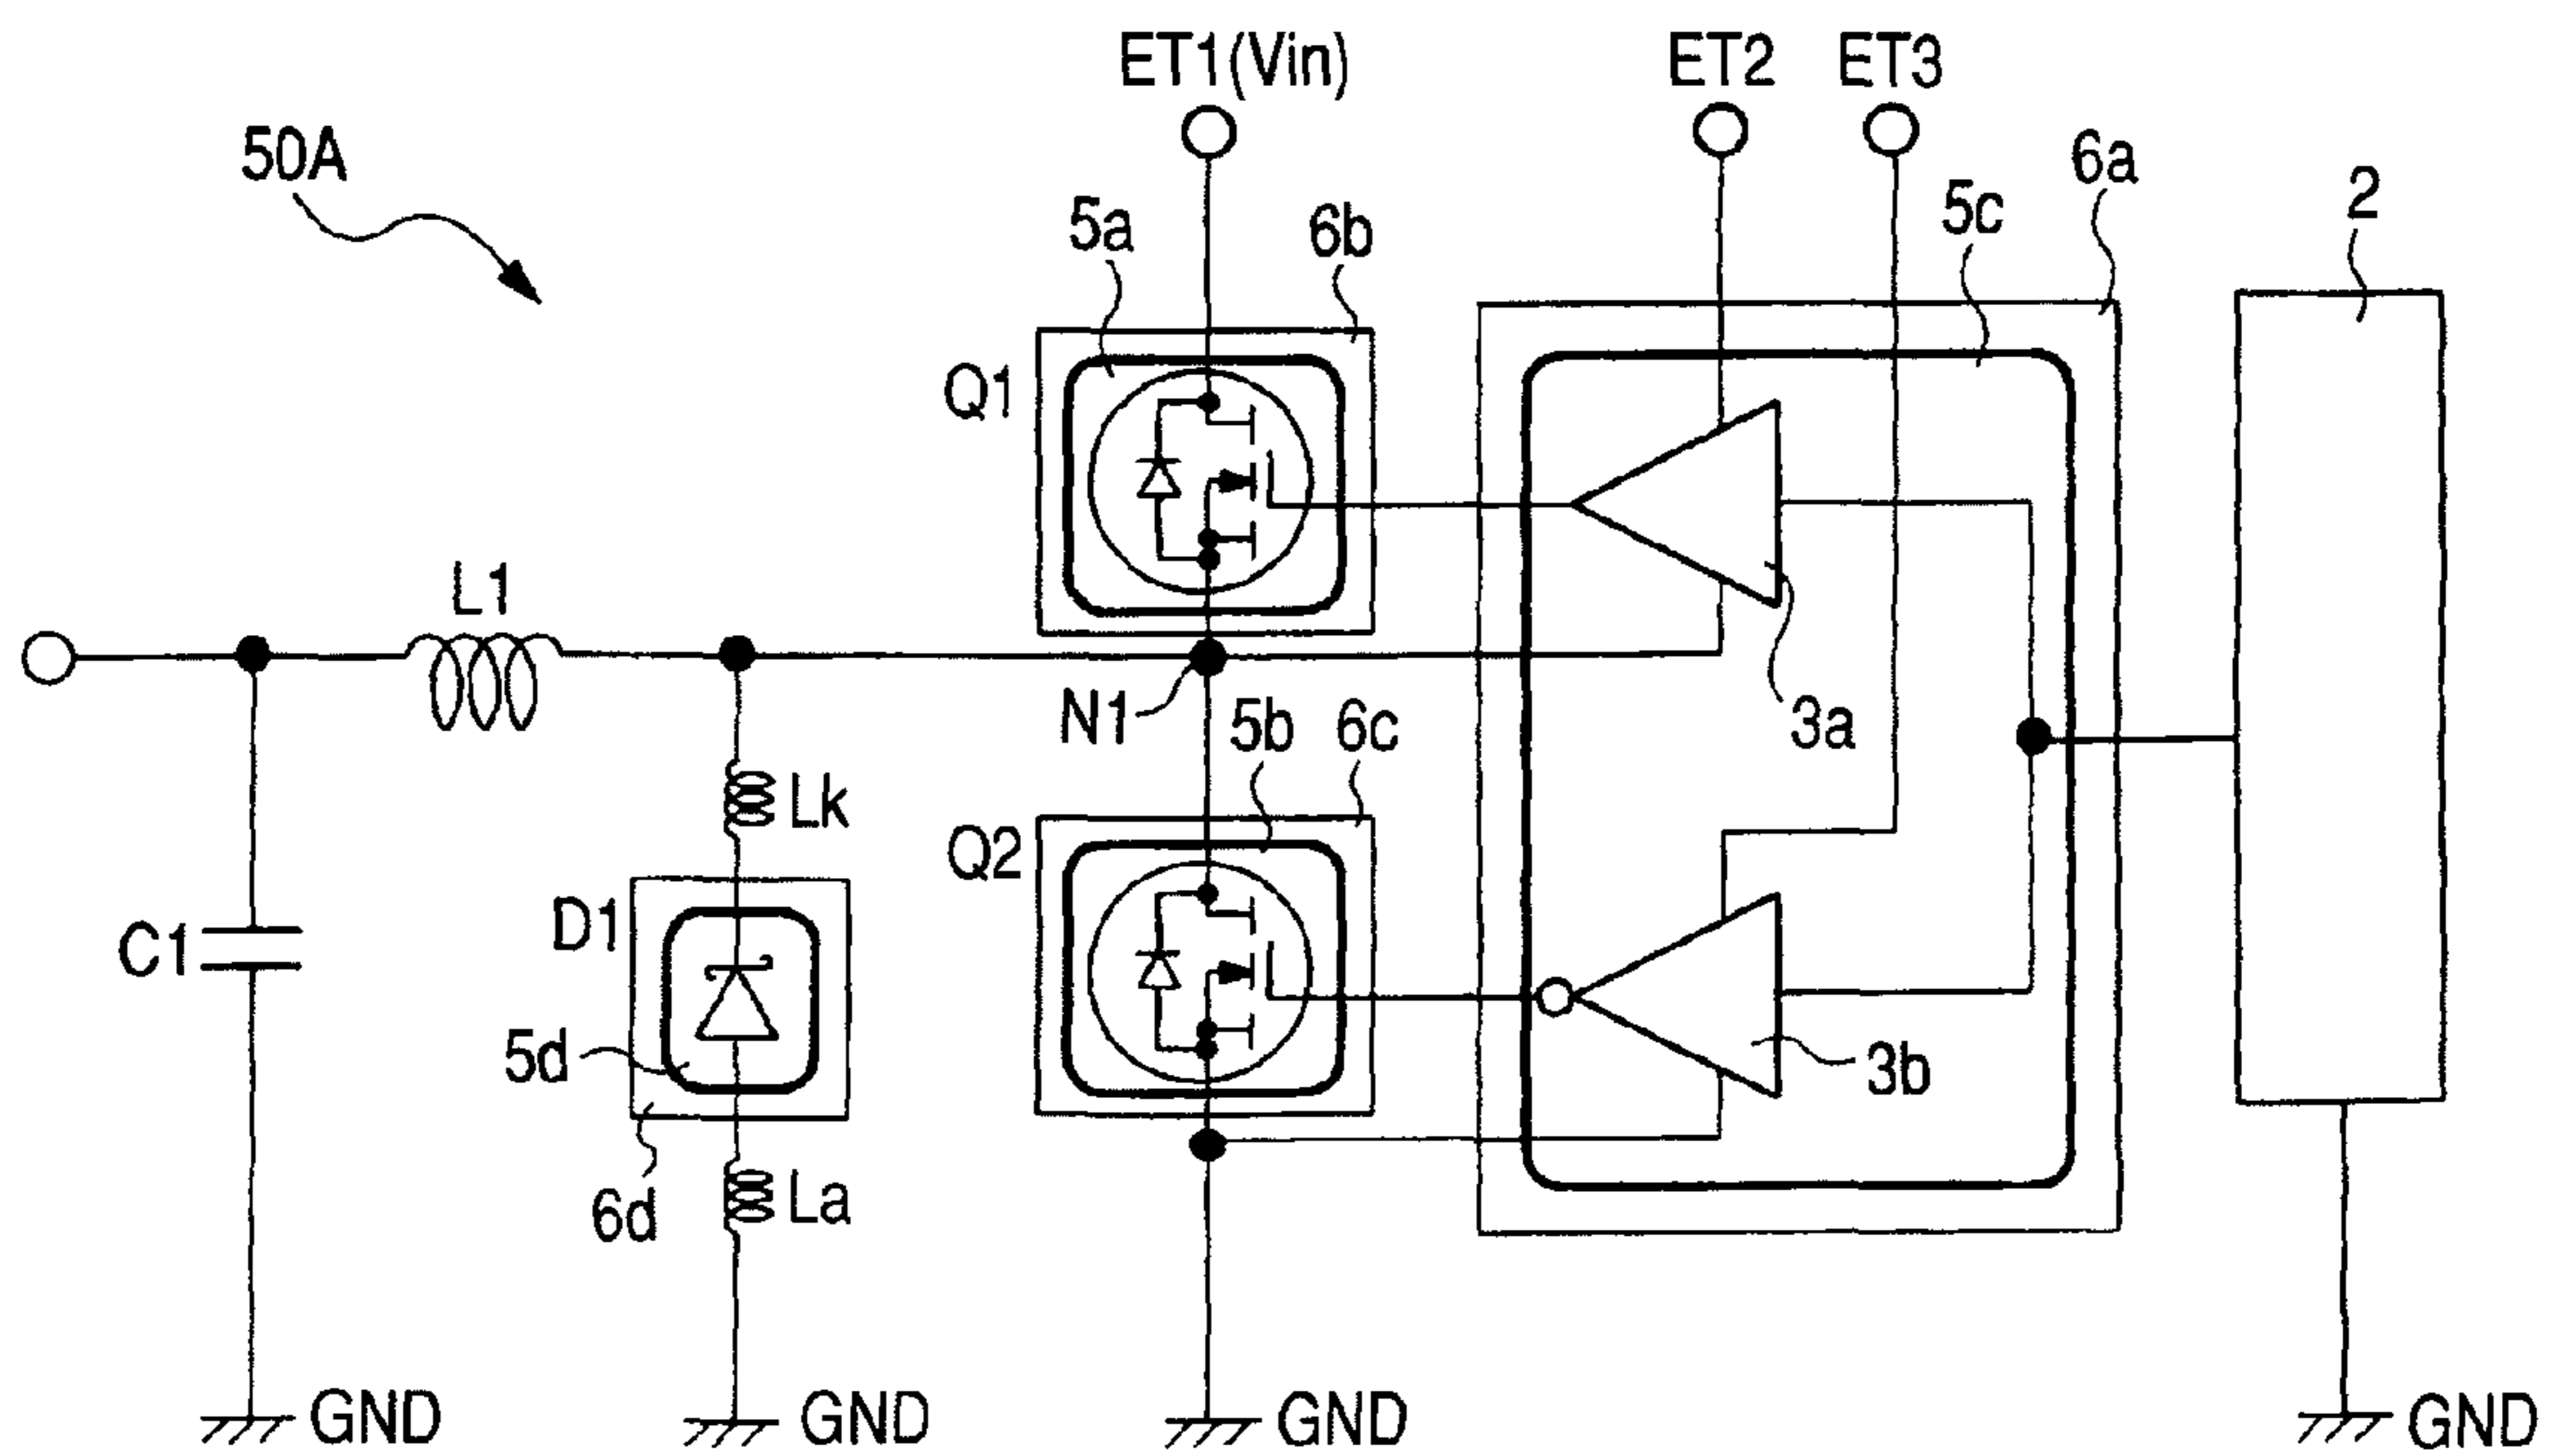 ET1(Vin)
ET2
ET3
50A
6a
2
5a
6b
5c
Q1
L1
N1
5b
6c
3a
Lk
Q2
D1
C1
5d
3b
6d
La
GND
GND
GND
GND